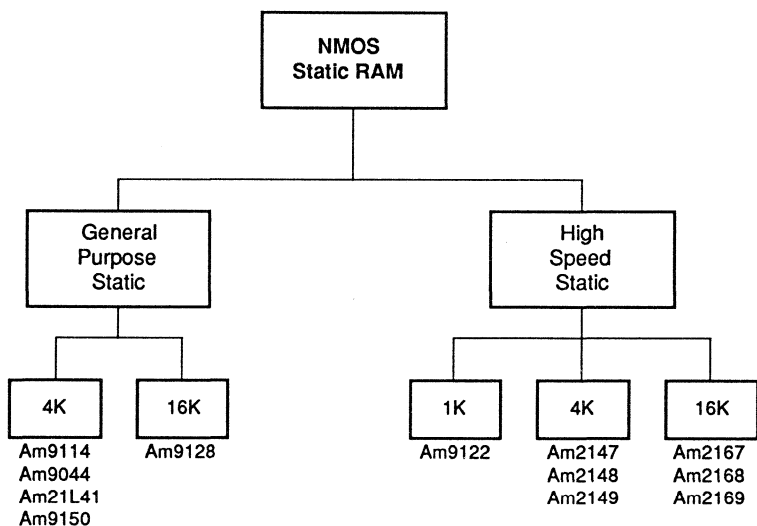 NMOS
Static RAM
General
Purpose
Static
High
Speed
Static
4K
Am9114
Am9044
Am21L41
Am9150
16K
Am9128
1K
Am9122
4K
Am2147
Am2148
Am2149
16K
Am2167
Am2168
Am2169